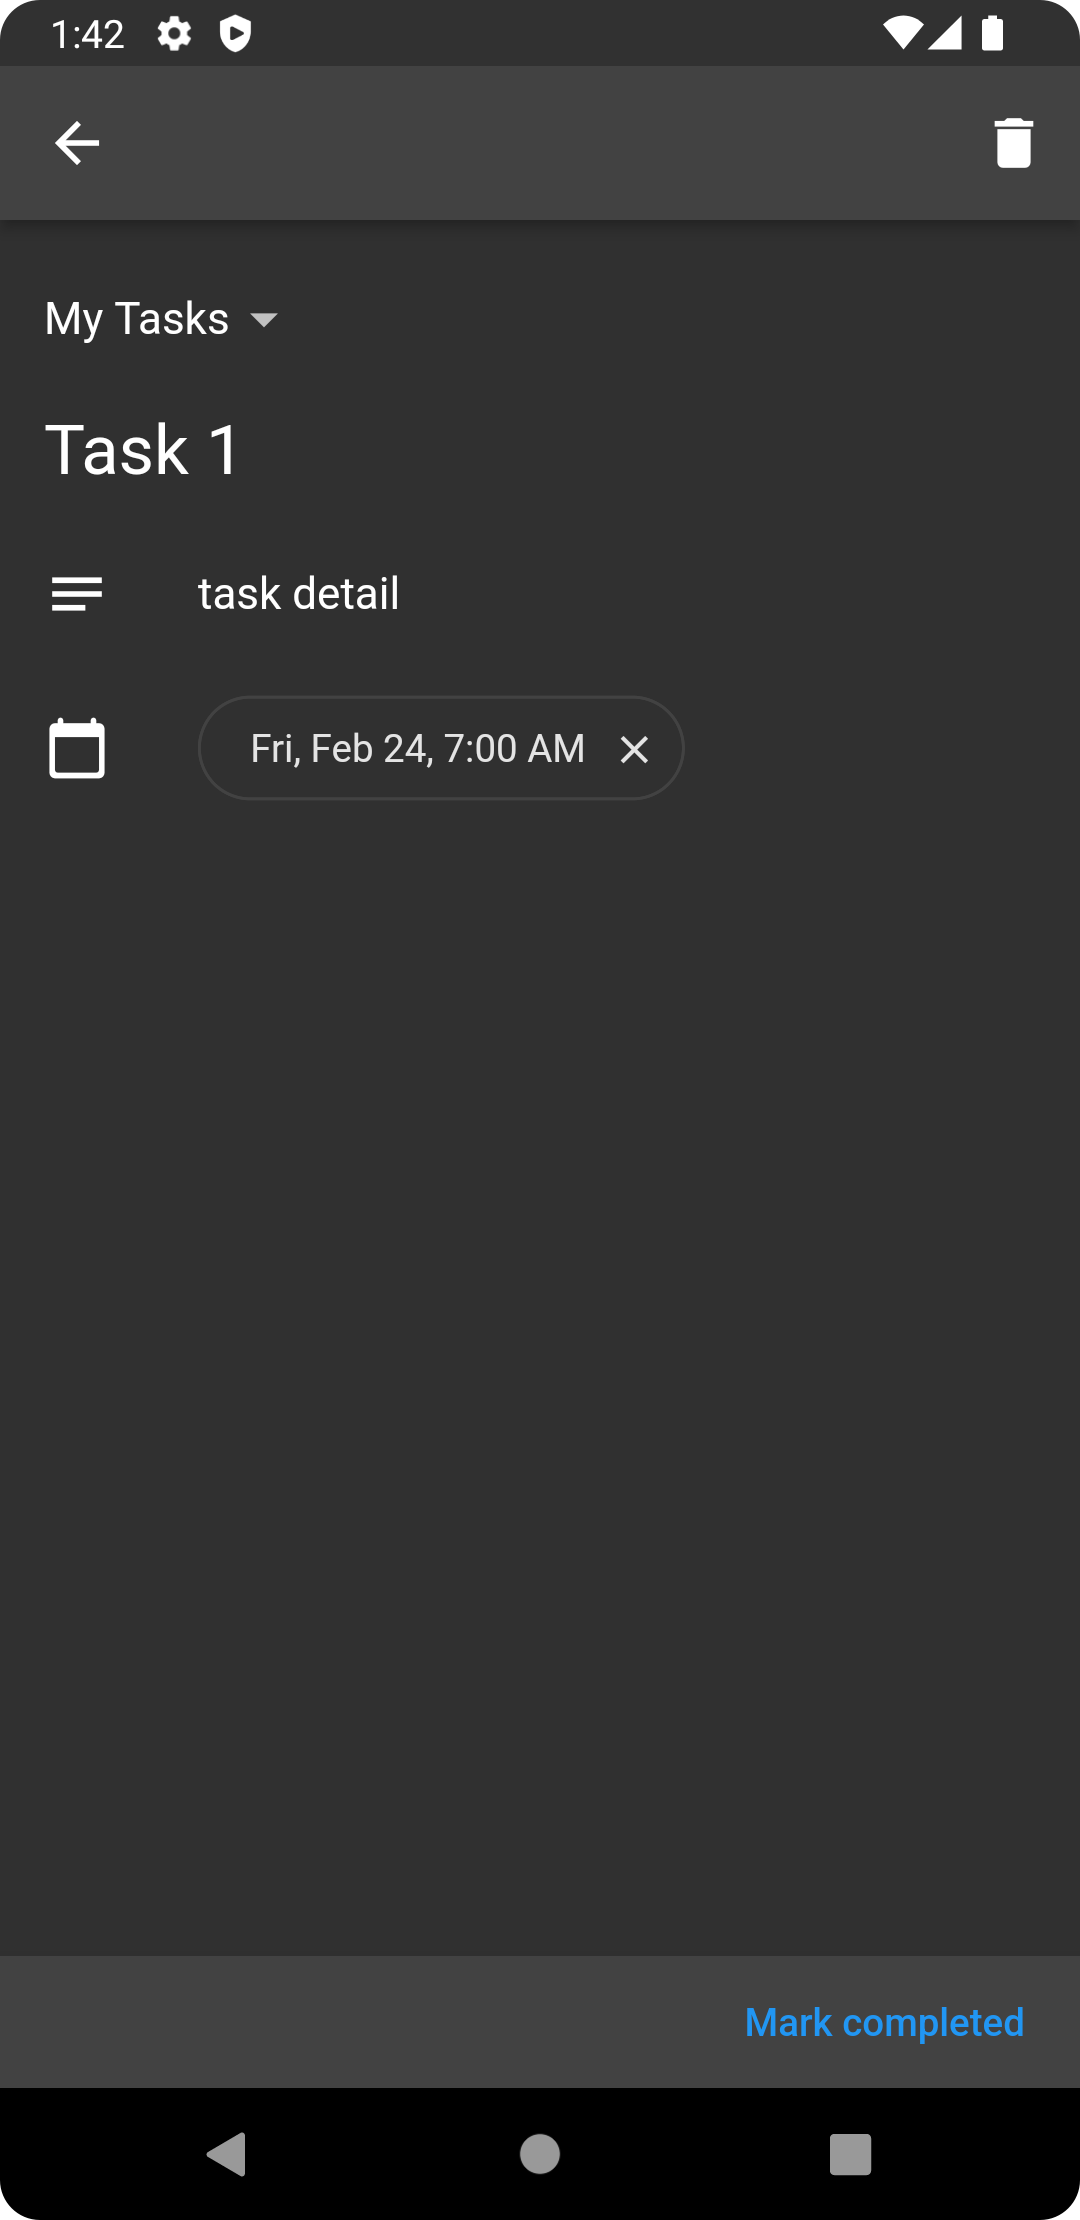 1:42
My Tasks
Task 1
task detail
Fri, Feb 24, 7:00 AM
Mark completed